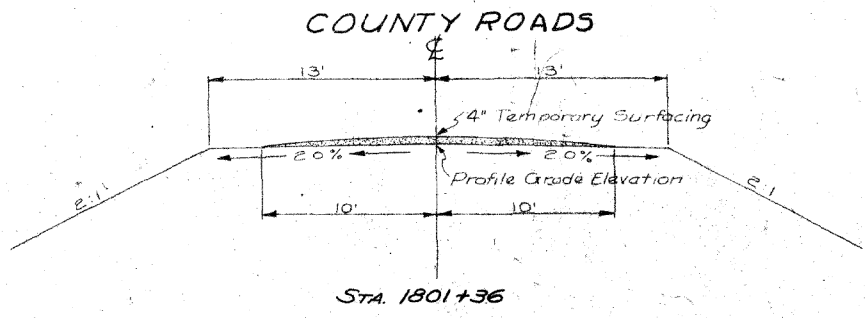 COUNTY ROADS
℄
13' 13'
4" Temporary Surfacing
2.0% 2.0%
Profile Grade Elevation
2:1 2:1
10' 10'
STA. 1801+36